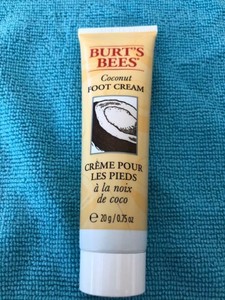 BURT'S
BEES
Coconut
FOOT CREAM
CRÈME POUR
LES PIEDS
à la noix
de coco
e 20 g / 0.75 oz